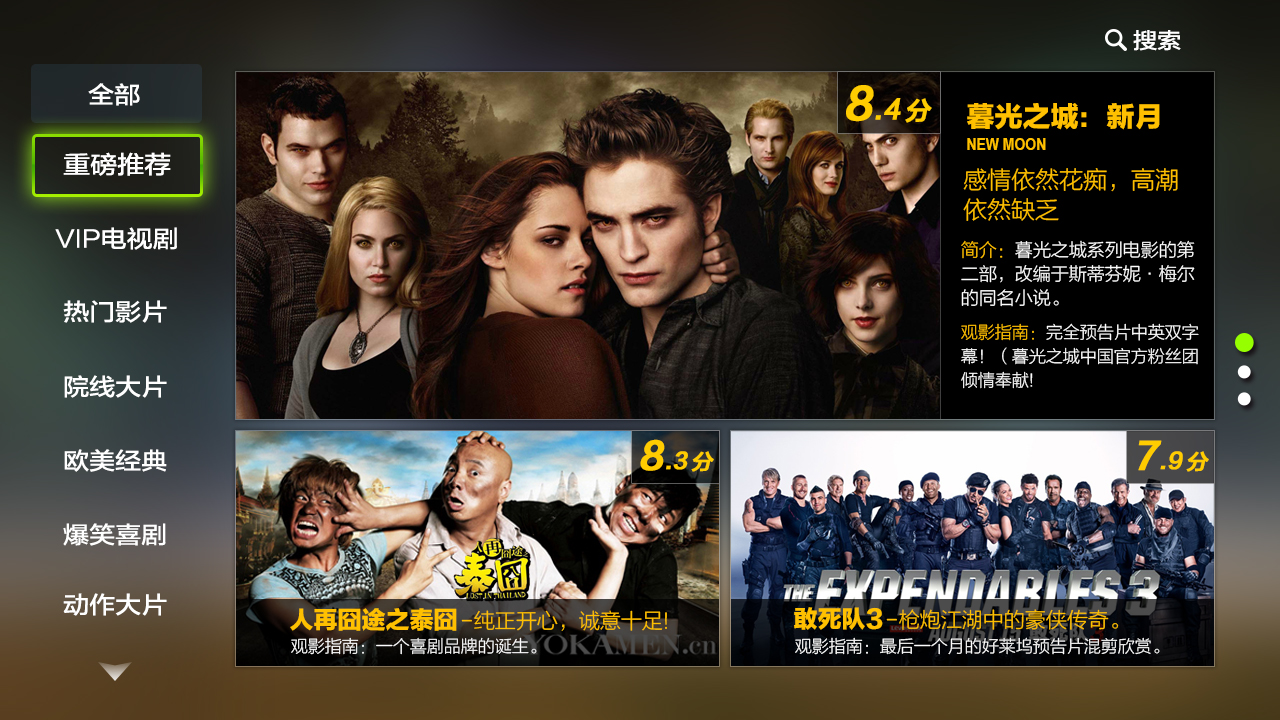 搜索
全部
重磅推荐
VIP电视剧
热门影片
院线大片
欧美经典
爆笑喜剧
动作大片
8.4分
暮光之城：新月
NEW MOON
感情依然花痴，高潮
依然缺乏
简介：暮光之城系列电影的第
二部，改编于斯蒂芬妮·梅尔
的同名小说。
观影指南：完全预告片中英双字
幕!（暮光之城中国官方粉丝团
倾情奉献!
8.3分
人再囧途之
泰囧
LOST IN THAILAND
人再囧途之泰囧-纯正开心，诚意十足!
观影指南：一个喜剧品牌的诞生。
YOKAMEN.cn
7.9分
THE EXPENDABLES 3
敢死队3-枪炮江湖中的豪侠传奇。
观影指南：最后一个月的好莱坞预告片混剪欣赏。